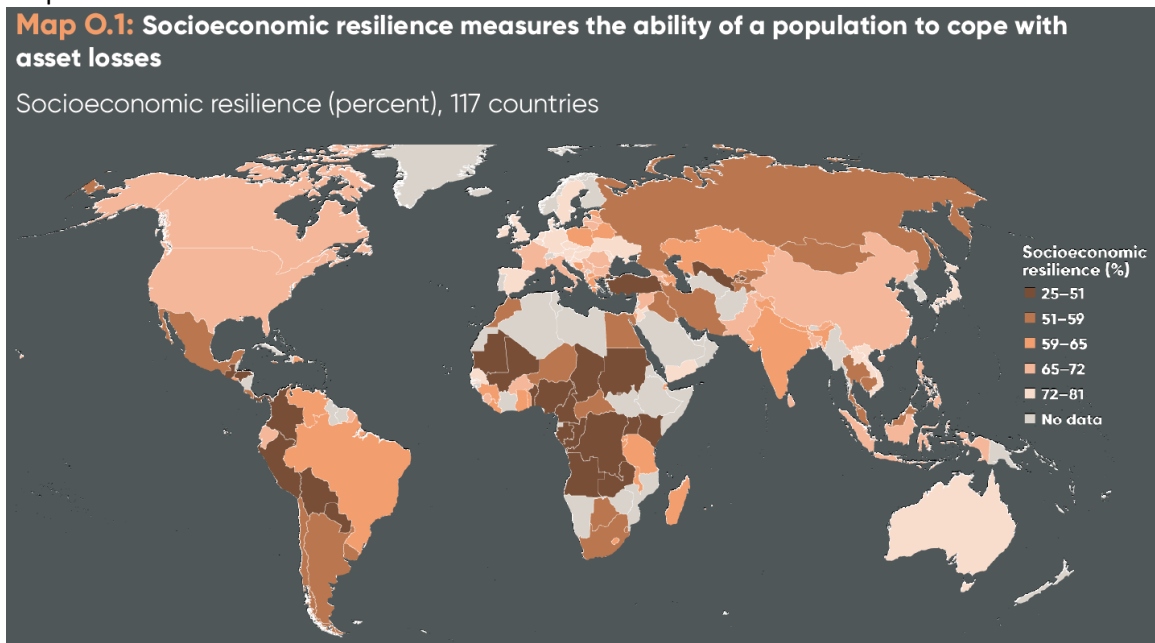 Map O.1: Socioeconomic resilience measures the ability of a population to cope with
asset losses
Socioeconomic resilience (percent), 117 countries
Socioeconomic
resilience (%)
25–51
51–59
59–65
65–72
72–81
No data